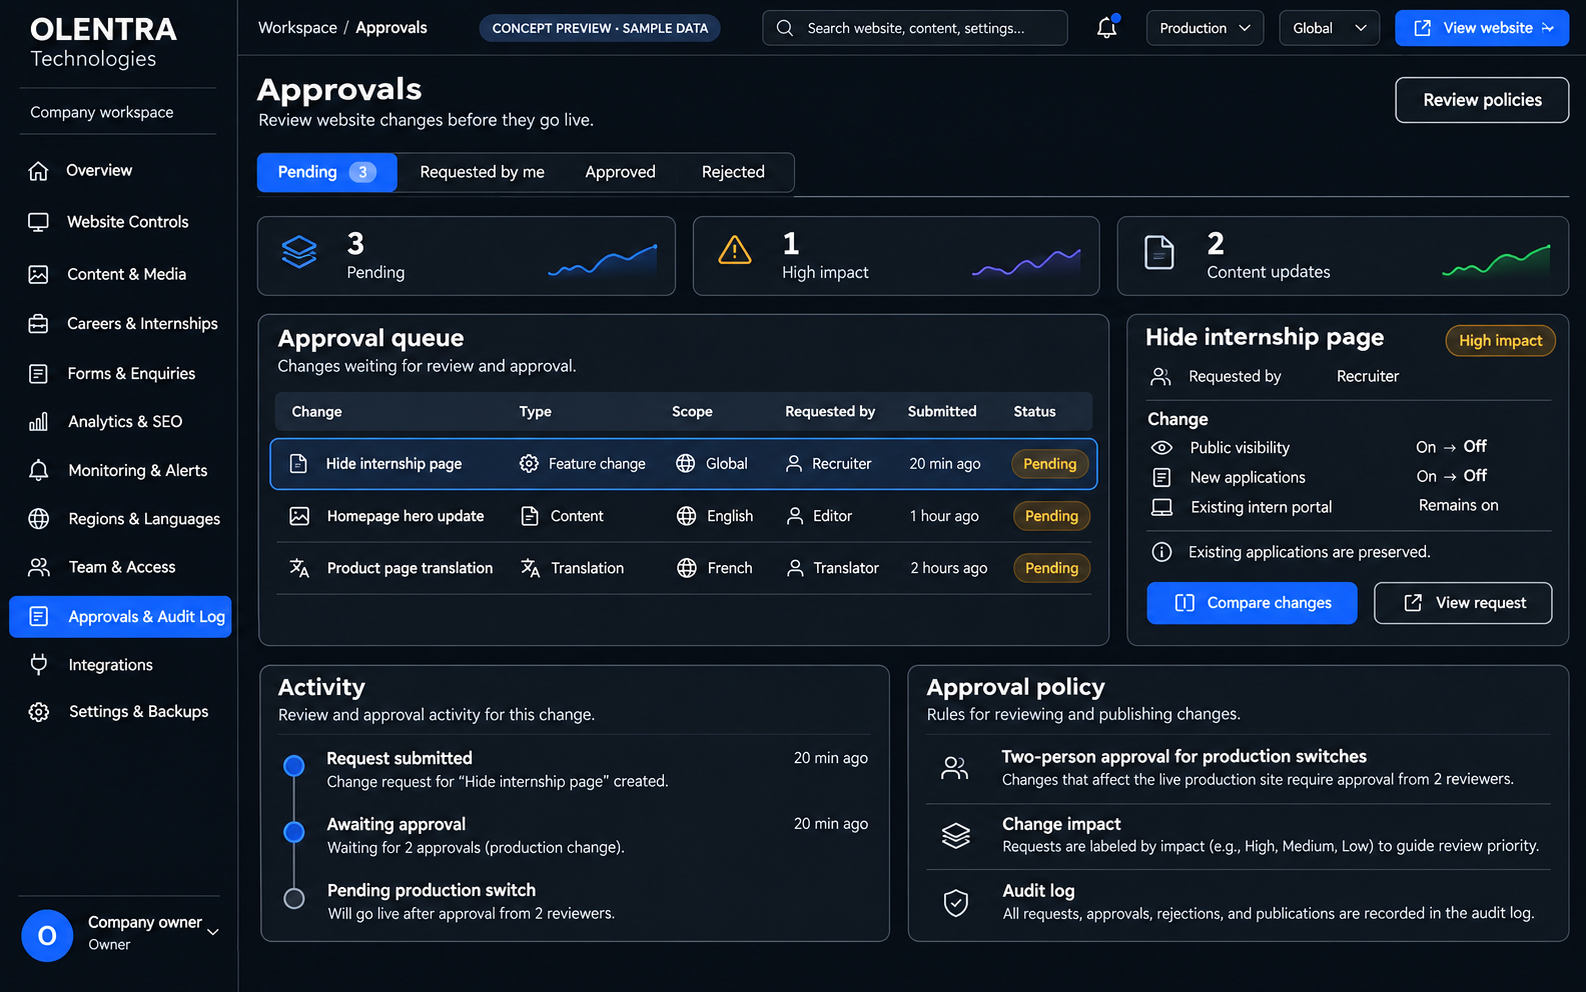 OLENTRA
Technologies
Company workspace
Overview
Website Controls
Content & Media
Careers & Internships
Forms & Enquiries
Analytics & SEO
Monitoring & Alerts
Regions & Languages
Team & Access
Approvals & Audit Log
Integrations
Settings & Backups
O
Company owner
Owner
Workspace / Approvals
CONCEPT PREVIEW · SAMPLE DATA
Search website, content, settings...
Production
Global
View website
Approvals
Review website changes before they go live.
Review policies
Pending 3
Requested by me
Approved
Rejected
3
Pending
1
High impact
2
Content updates
Approval queue
Changes waiting for review and approval.
Change Type Scope Requested by Submitted Status
Hide internship page Feature change Global Recruiter 20 min ago Pending
Homepage hero update Content English Editor 1 hour ago Pending
Product page translation Translation French Translator 2 hours ago Pending
Hide internship page High impact
Requested by Recruiter
Change
Public visibility On → Off
New applications On → Off
Existing intern portal Remains on
Existing applications are preserved.
Compare changes
View request
Activity
Review and approval activity for this change.
Request submitted 20 min ago
Change request for “Hide internship page” created.
Awaiting approval 20 min ago
Waiting for 2 approvals (production change).
Pending production switch
Will go live after approval from 2 reviewers.
Approval policy
Rules for reviewing and publishing changes.
Two-person approval for production switches
Changes that affect the live production site require approval from 2 reviewers.
Change impact
Requests are labeled by impact (e.g., High, Medium, Low) to guide review priority.
Audit log
All requests, approvals, rejections, and publications are recorded in the audit log.